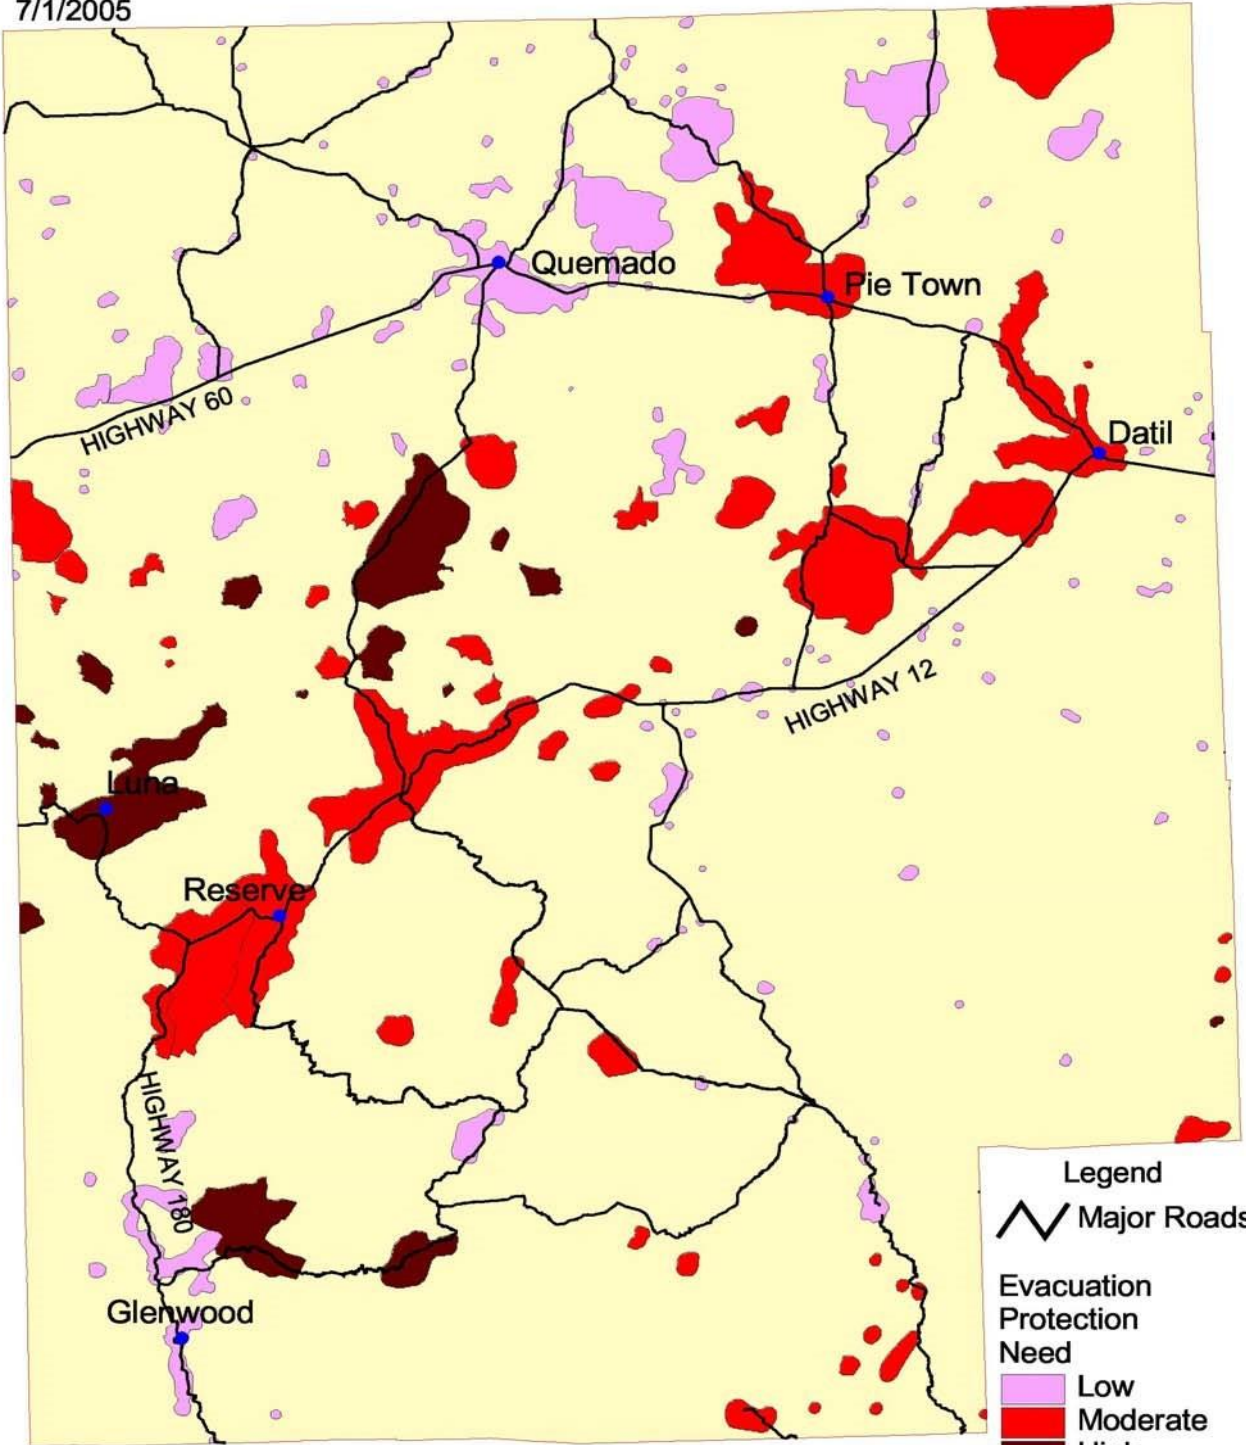 7/1/2005
Quemado
Pie Town
HIGHWAY 60
Datil
HIGHWAY 12
Luna
Reserve
HIGHWAY 180
Glenwood
Legend
Major Roads
Evacuation
Protection
Need
Low
Moderate